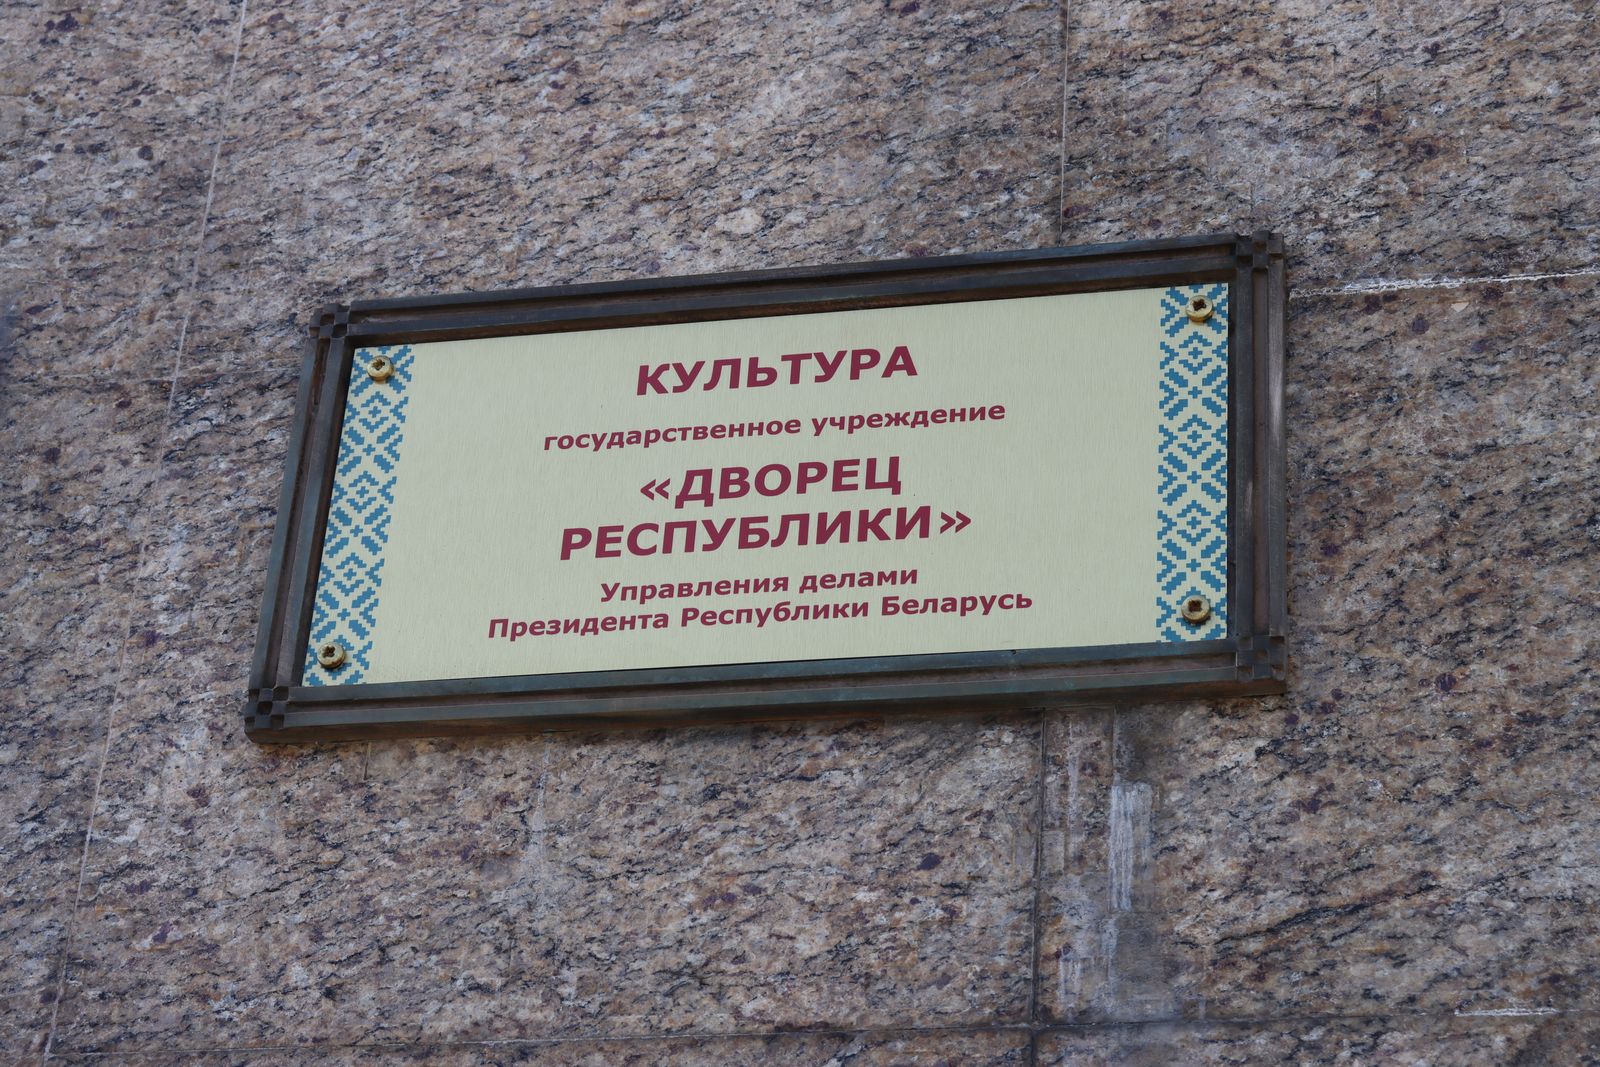 КУЛЬТУРА
государственное учреждение
«ДВОРЕЦ
РЕСПУБЛИКИ»
Управления делами
Президента Республики Беларусь